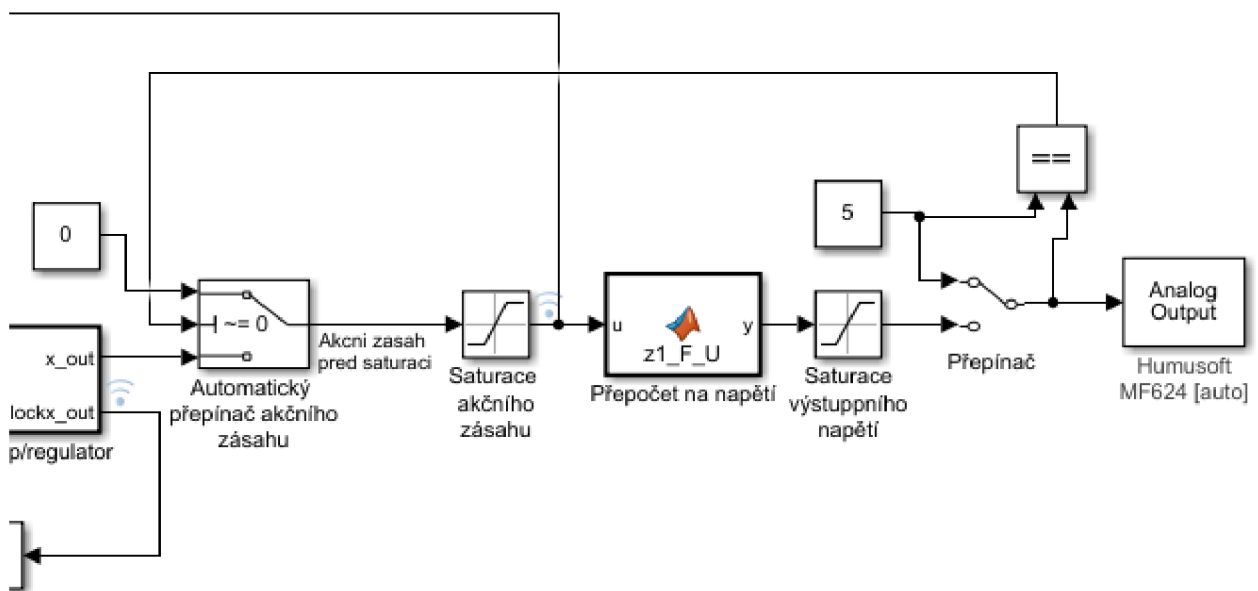 ==
5
0
~= 0
x_out
lockx_out
p/regulator
Automatický
přepínač akčního
zásahu
Akcni zasah
pred saturaci
Saturace
akčního
zásahu
u
y
z1_F_U
Přepočet na napětí
Saturace
výstuppního
napětí
Přepínač
Analog
Output
Humusoft
MF624 [auto]